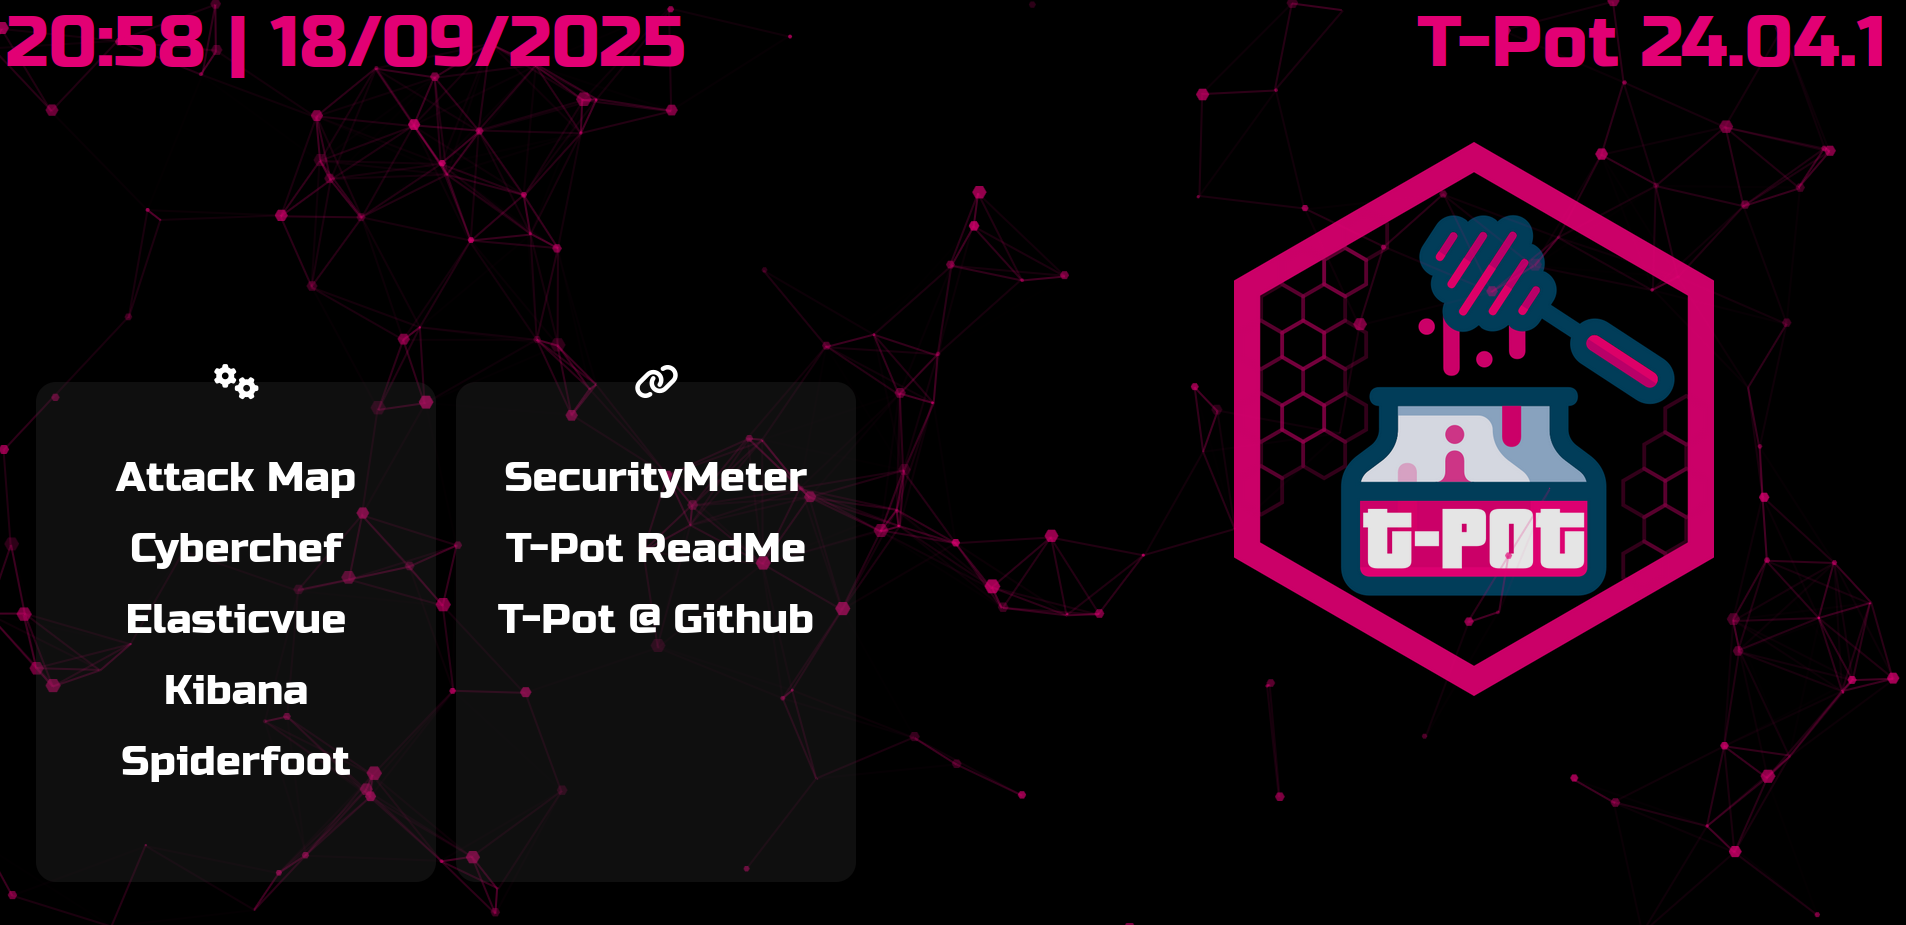 20:58 | 18/09/2025
T-Pot 24.04.1
Attack Map
Cyberchef
Elasticvue
Kibana
Spiderfoot
SecurityMeter
T-Pot ReadMe
T-Pot @ Github
t-pot